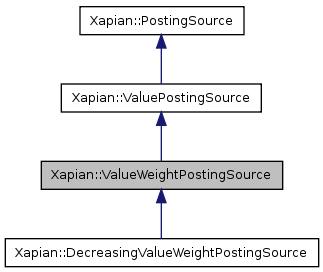 Xapian::PostingSource
Xapian::ValuePostingSource
Xapian::ValueWeightPostingSource
Xapian::DecreasingValueWeightPostingSource